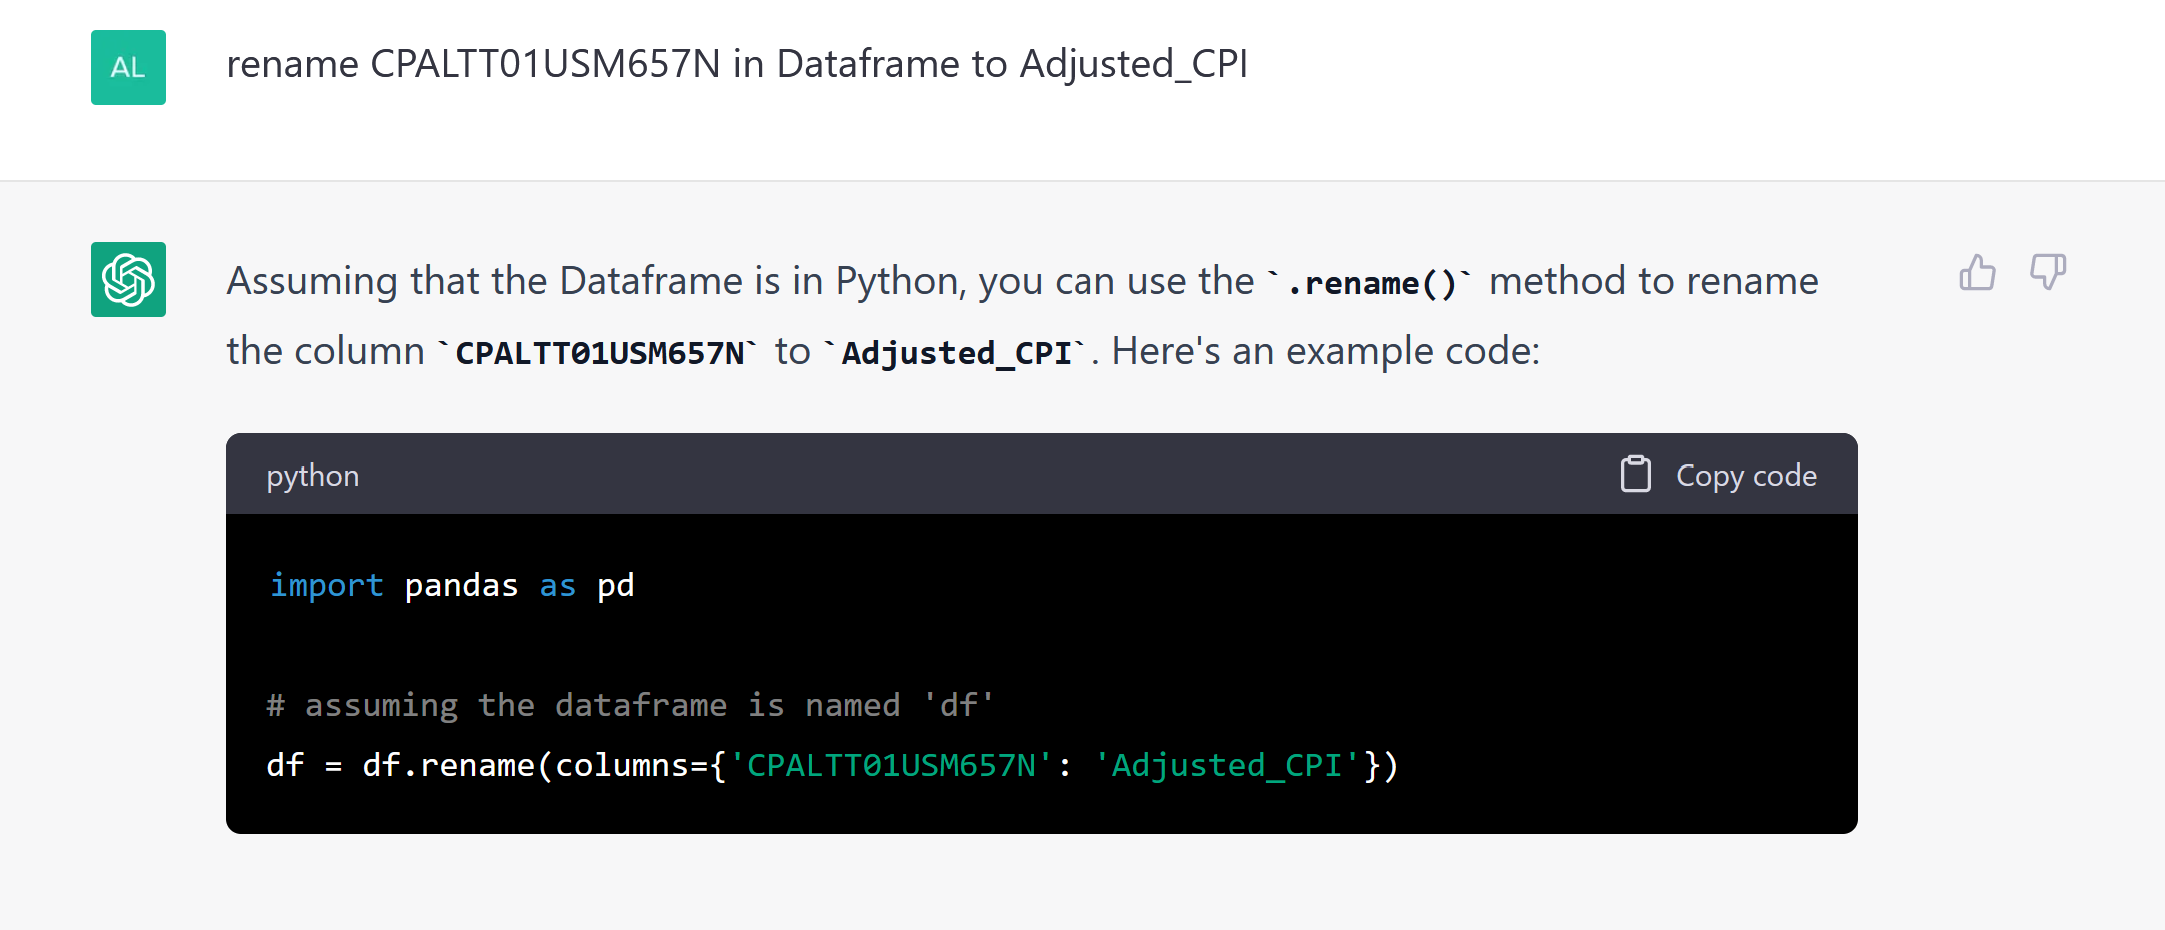 AL
rename CPALTT01USM657N in Dataframe to Adjusted_CPI
Assuming that the Dataframe is in Python, you can use the `.rename()` method to rename
the column `CPALTT01USM657N` to `Adjusted_CPI`. Here's an example code:
python
Copy code
import pandas as pd
# assuming the dataframe is named 'df'
df = df.rename(columns={'CPALTT01USM657N': 'Adjusted_CPI'})